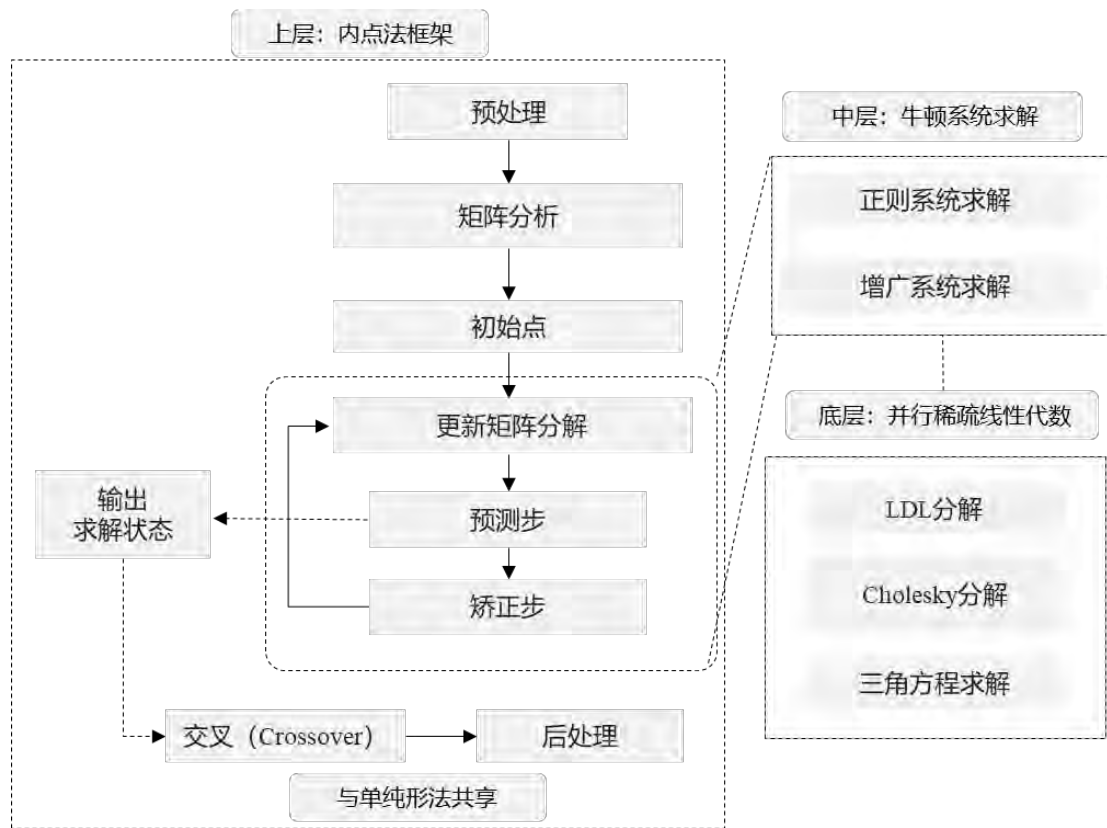 上层：内点法框架
预处理
矩阵分析
初始点
更新矩阵分解
预测步
矫正步
输出
求解状态
交叉（Crossover）
后处理
与单纯形法共享
中层：牛顿系统求解
正则系统求解
增广系统求解
底层：并行稀疏线性代数
LDL分解
Cholesky分解
三角方程求解